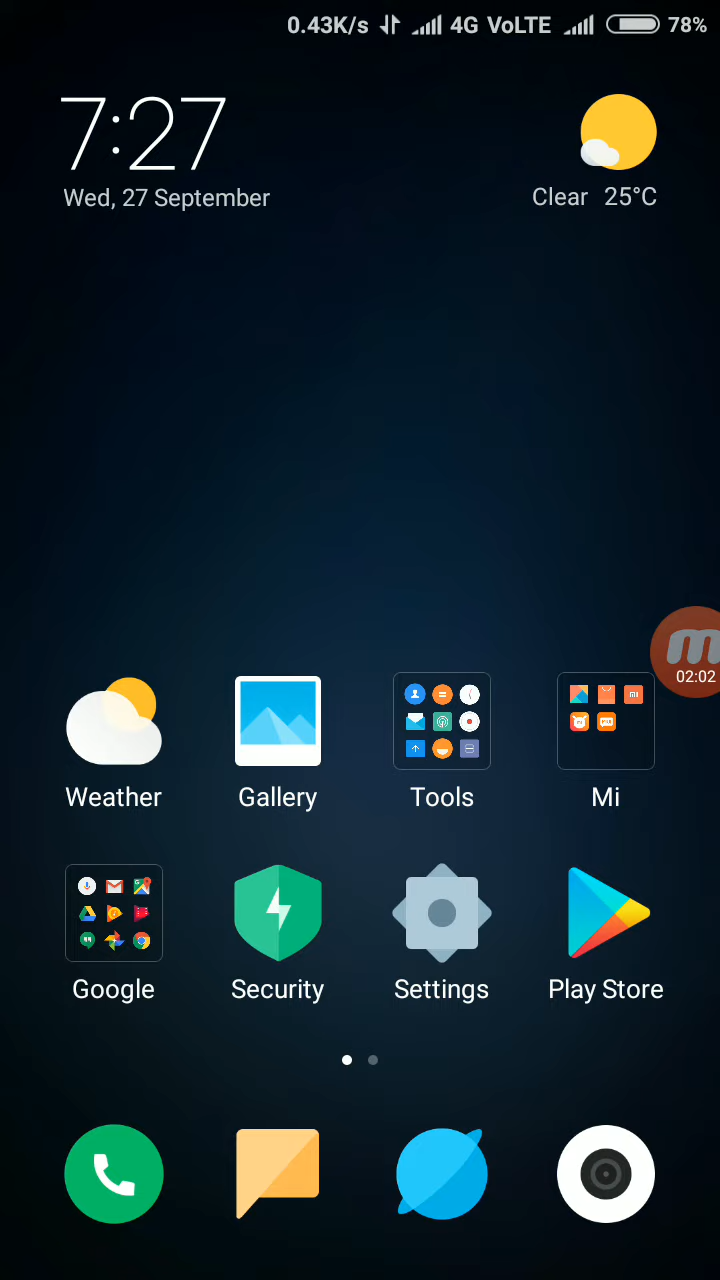 0.43K/s 4G VoLTE 78%
7:27
Wed, 27 September
Clear 25°C
02:02
Weather Gallery Tools Mi
Google Security Settings Play Store